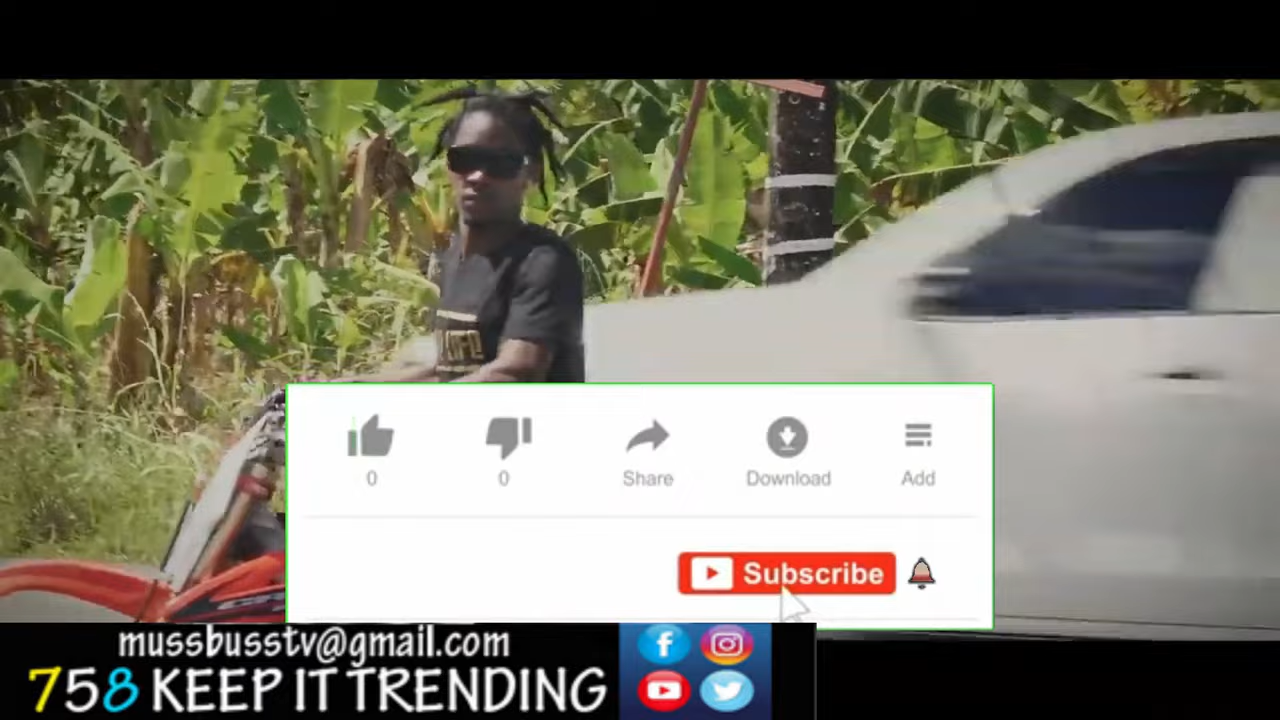 0
0
Share
Download
Add
Subscribe
mussbusstv@gmail.com
758 KEEP IT TRENDING